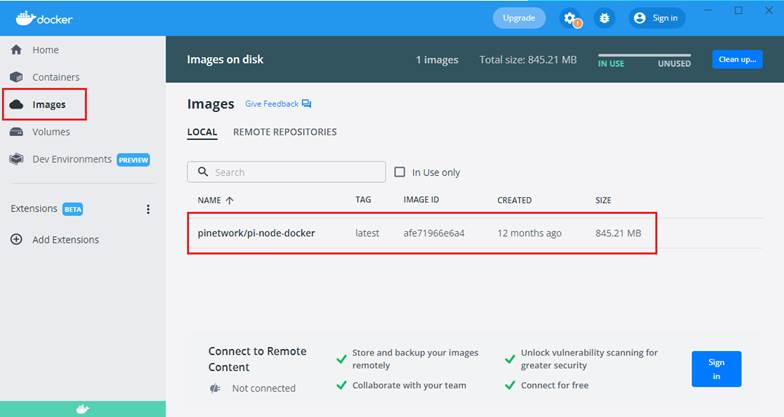 docker
Upgrade
Sign in
Home
Containers
Images
Volumes
Dev Environments PREVIEW
Extensions BETA
Add Extensions
Images on disk
1 images Total size: 845.21 MB
IN USE UNUSED
Clean up...
Images Give Feedback
LOCAL REMOTE REPOSITORIES
Search
In Use only
NAME TAG IMAGE ID CREATED SIZE
pinetwork/pi-node-docker latest afe71966e6a4 12 months ago 845.21 MB
Connect to Remote
Content
Not connected
Store and backup your images
remotely
Collaborate with your team
Unlock vulnerability scanning for
greater security
Connect for free
Sign
in